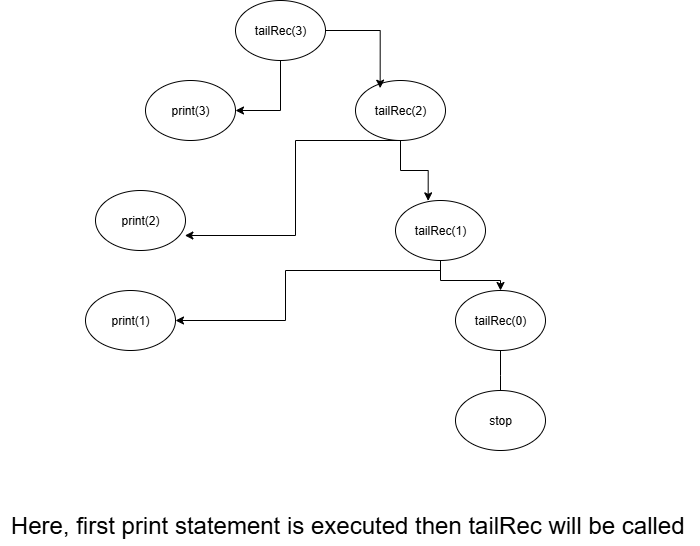 tailRec(3)
print(3)
tailRec(2)
print(2)
tailRec(1)
print(1)
tailRec(0)
stop
Here, first print statement is executed then tailRec will be called